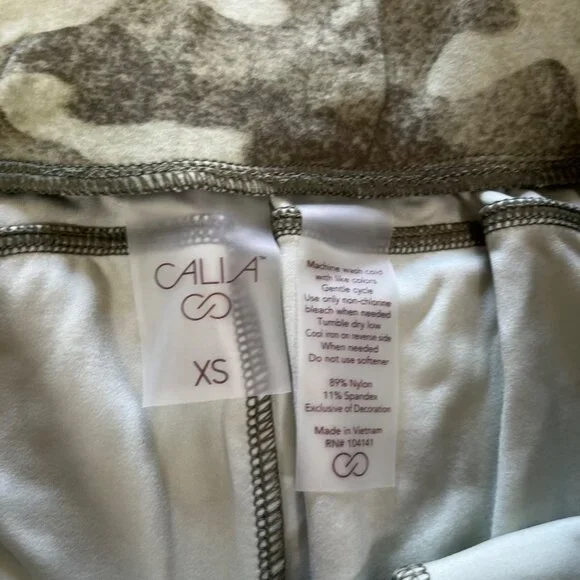 CALIA™
XS
Machine wash cold
with like colors
Gentle cycle
Use only non-chlorine
bleach when needed
Tumble dry low
Cool iron on reverse side
When needed
Do not use softener
89% Nylon
11% Spandex
Exclusive of Decoration
Made in Vietnam
RN# 104141